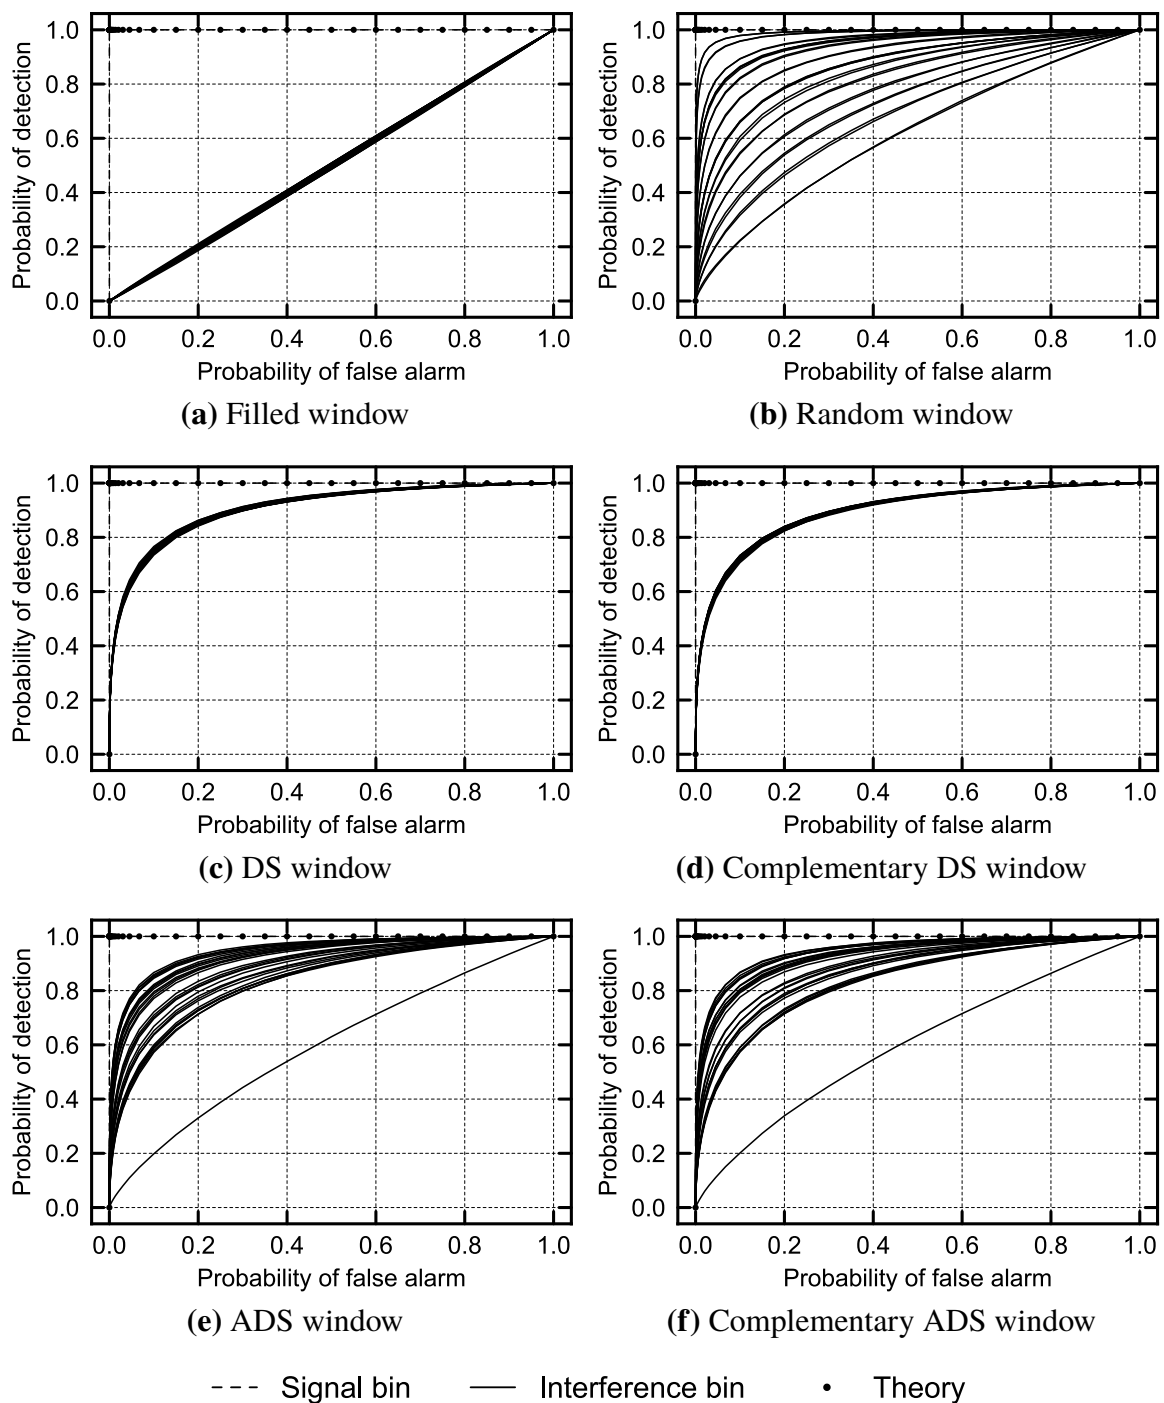 1.0
0.8
0.6
0.4
0.2
0.0
Probability of detection
0.0 0.2 0.4 0.6 0.8 1.0
Probability of false alarm
(a) Filled window
1.0
0.8
0.6
0.4
0.2
0.0
Probability of detection
0.0 0.2 0.4 0.6 0.8 1.0
Probability of false alarm
(b) Random window
1.0
0.8
0.6
0.4
0.2
0.0
Probability of detection
0.0 0.2 0.4 0.6 0.8 1.0
Probability of false alarm
(c) DS window
1.0
0.8
0.6
0.4
0.2
0.0
Probability of detection
0.0 0.2 0.4 0.6 0.8 1.0
Probability of false alarm
(d) Complementary DS window
1.0
0.8
0.6
0.4
0.2
0.0
Probability of detection
0.0 0.2 0.4 0.6 0.8 1.0
Probability of false alarm
(e) ADS window
1.0
0.8
0.6
0.4
0.2
0.0
Probability of detection
0.0 0.2 0.4 0.6 0.8 1.0
Probability of false alarm
(f) Complementary ADS window
Signal bin Interference bin Theory